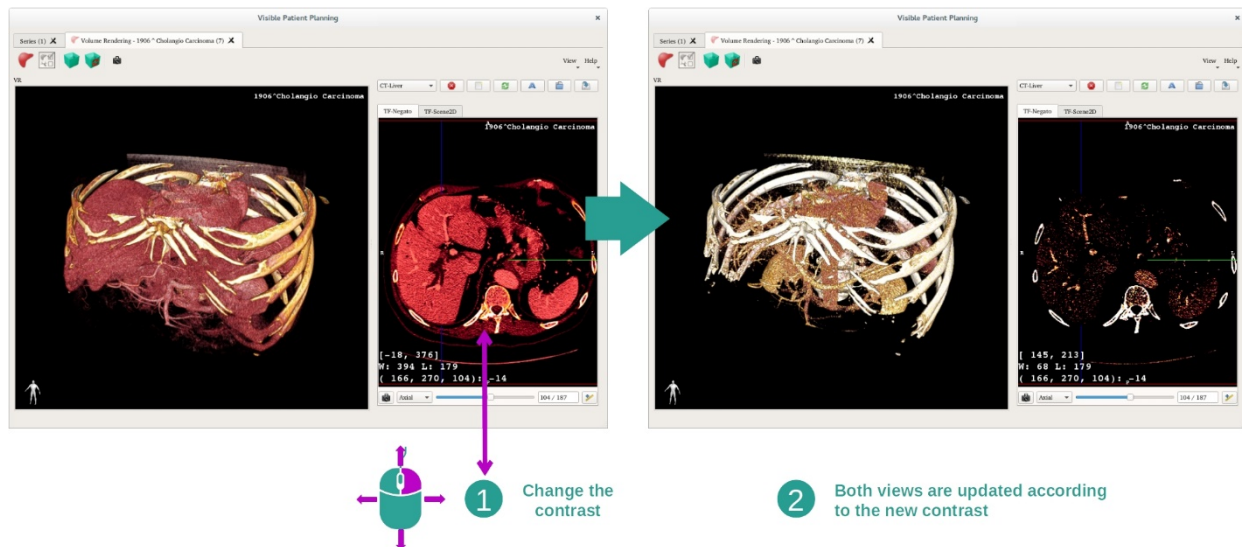 Visible Patient Planning
Series (1)
Volume Rendering - 1906 ^ Cholangio Carcinoma (7)
View Help
VR
1906^Cholangio Carcinoma
CT-Liver
TF-Negato TF-Scene2D
1906^Cholangio Carcinoma
[-18, 376]
W: 394 L: 179
( 166, 270, 104): -14
Axial
104 / 187
Visible Patient Planning
Series (1)
Volume Rendering - 1906 ^ Cholangio Carcinoma (7)
View Help
VR
1906^Cholangio Carcinoma
CT-Liver
TF-Negato TF-Scene2D
1906^Cholangio Carcinoma
[ 145, 213]
W: 68 L: 179
( 166, 270, 104): -14
Axial
104 / 187
1
Change the
contrast
2
Both views are updated according
to the new contrast